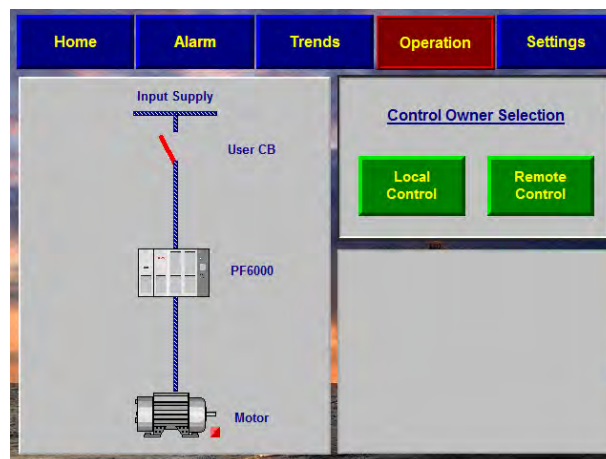 Home
Alarm
Trends
Operation
Settings
Input Supply
User CB
PF6000
Motor
Control Owner Selection
Local
Control
Remote
Control